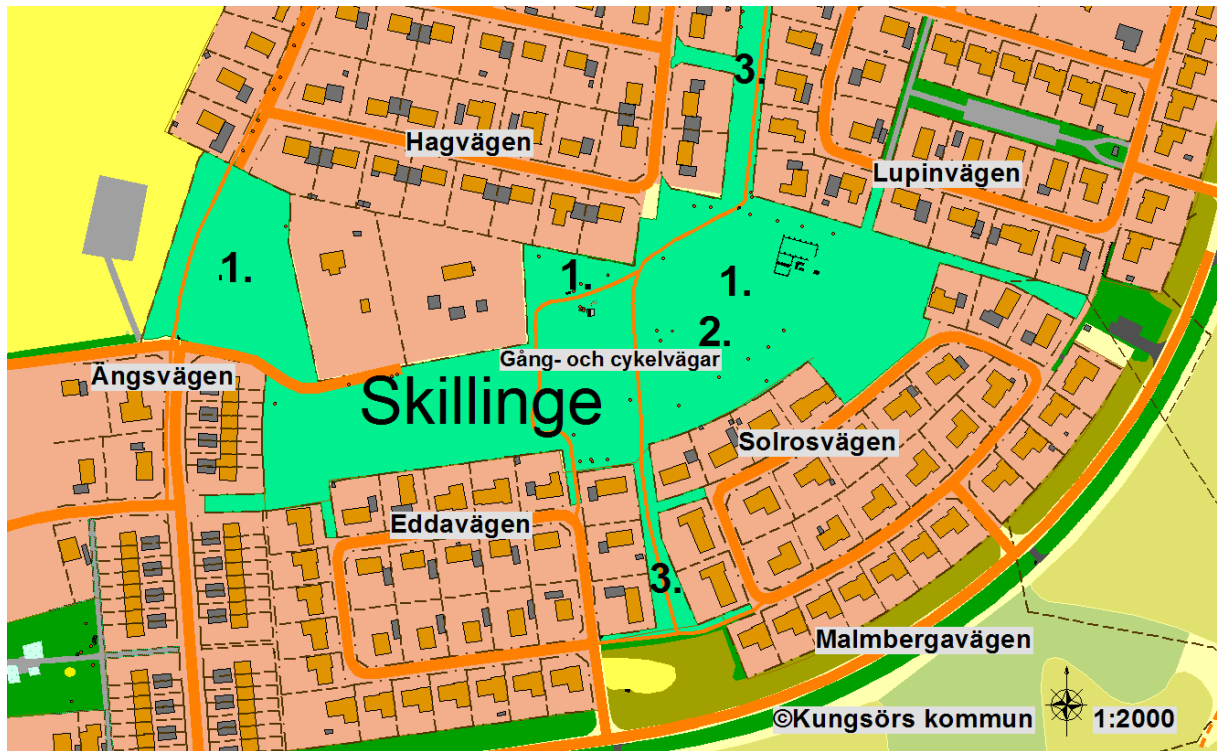 3.
Hagvägen
Lupinvägen
1.
1.
1.
2.
Gång- och cykelvägar
Ängsvägen
Skillinge
Solrosvägen
Eddavägen
3.
Malmbergavägen
©Kungsörs kommun 1:2000